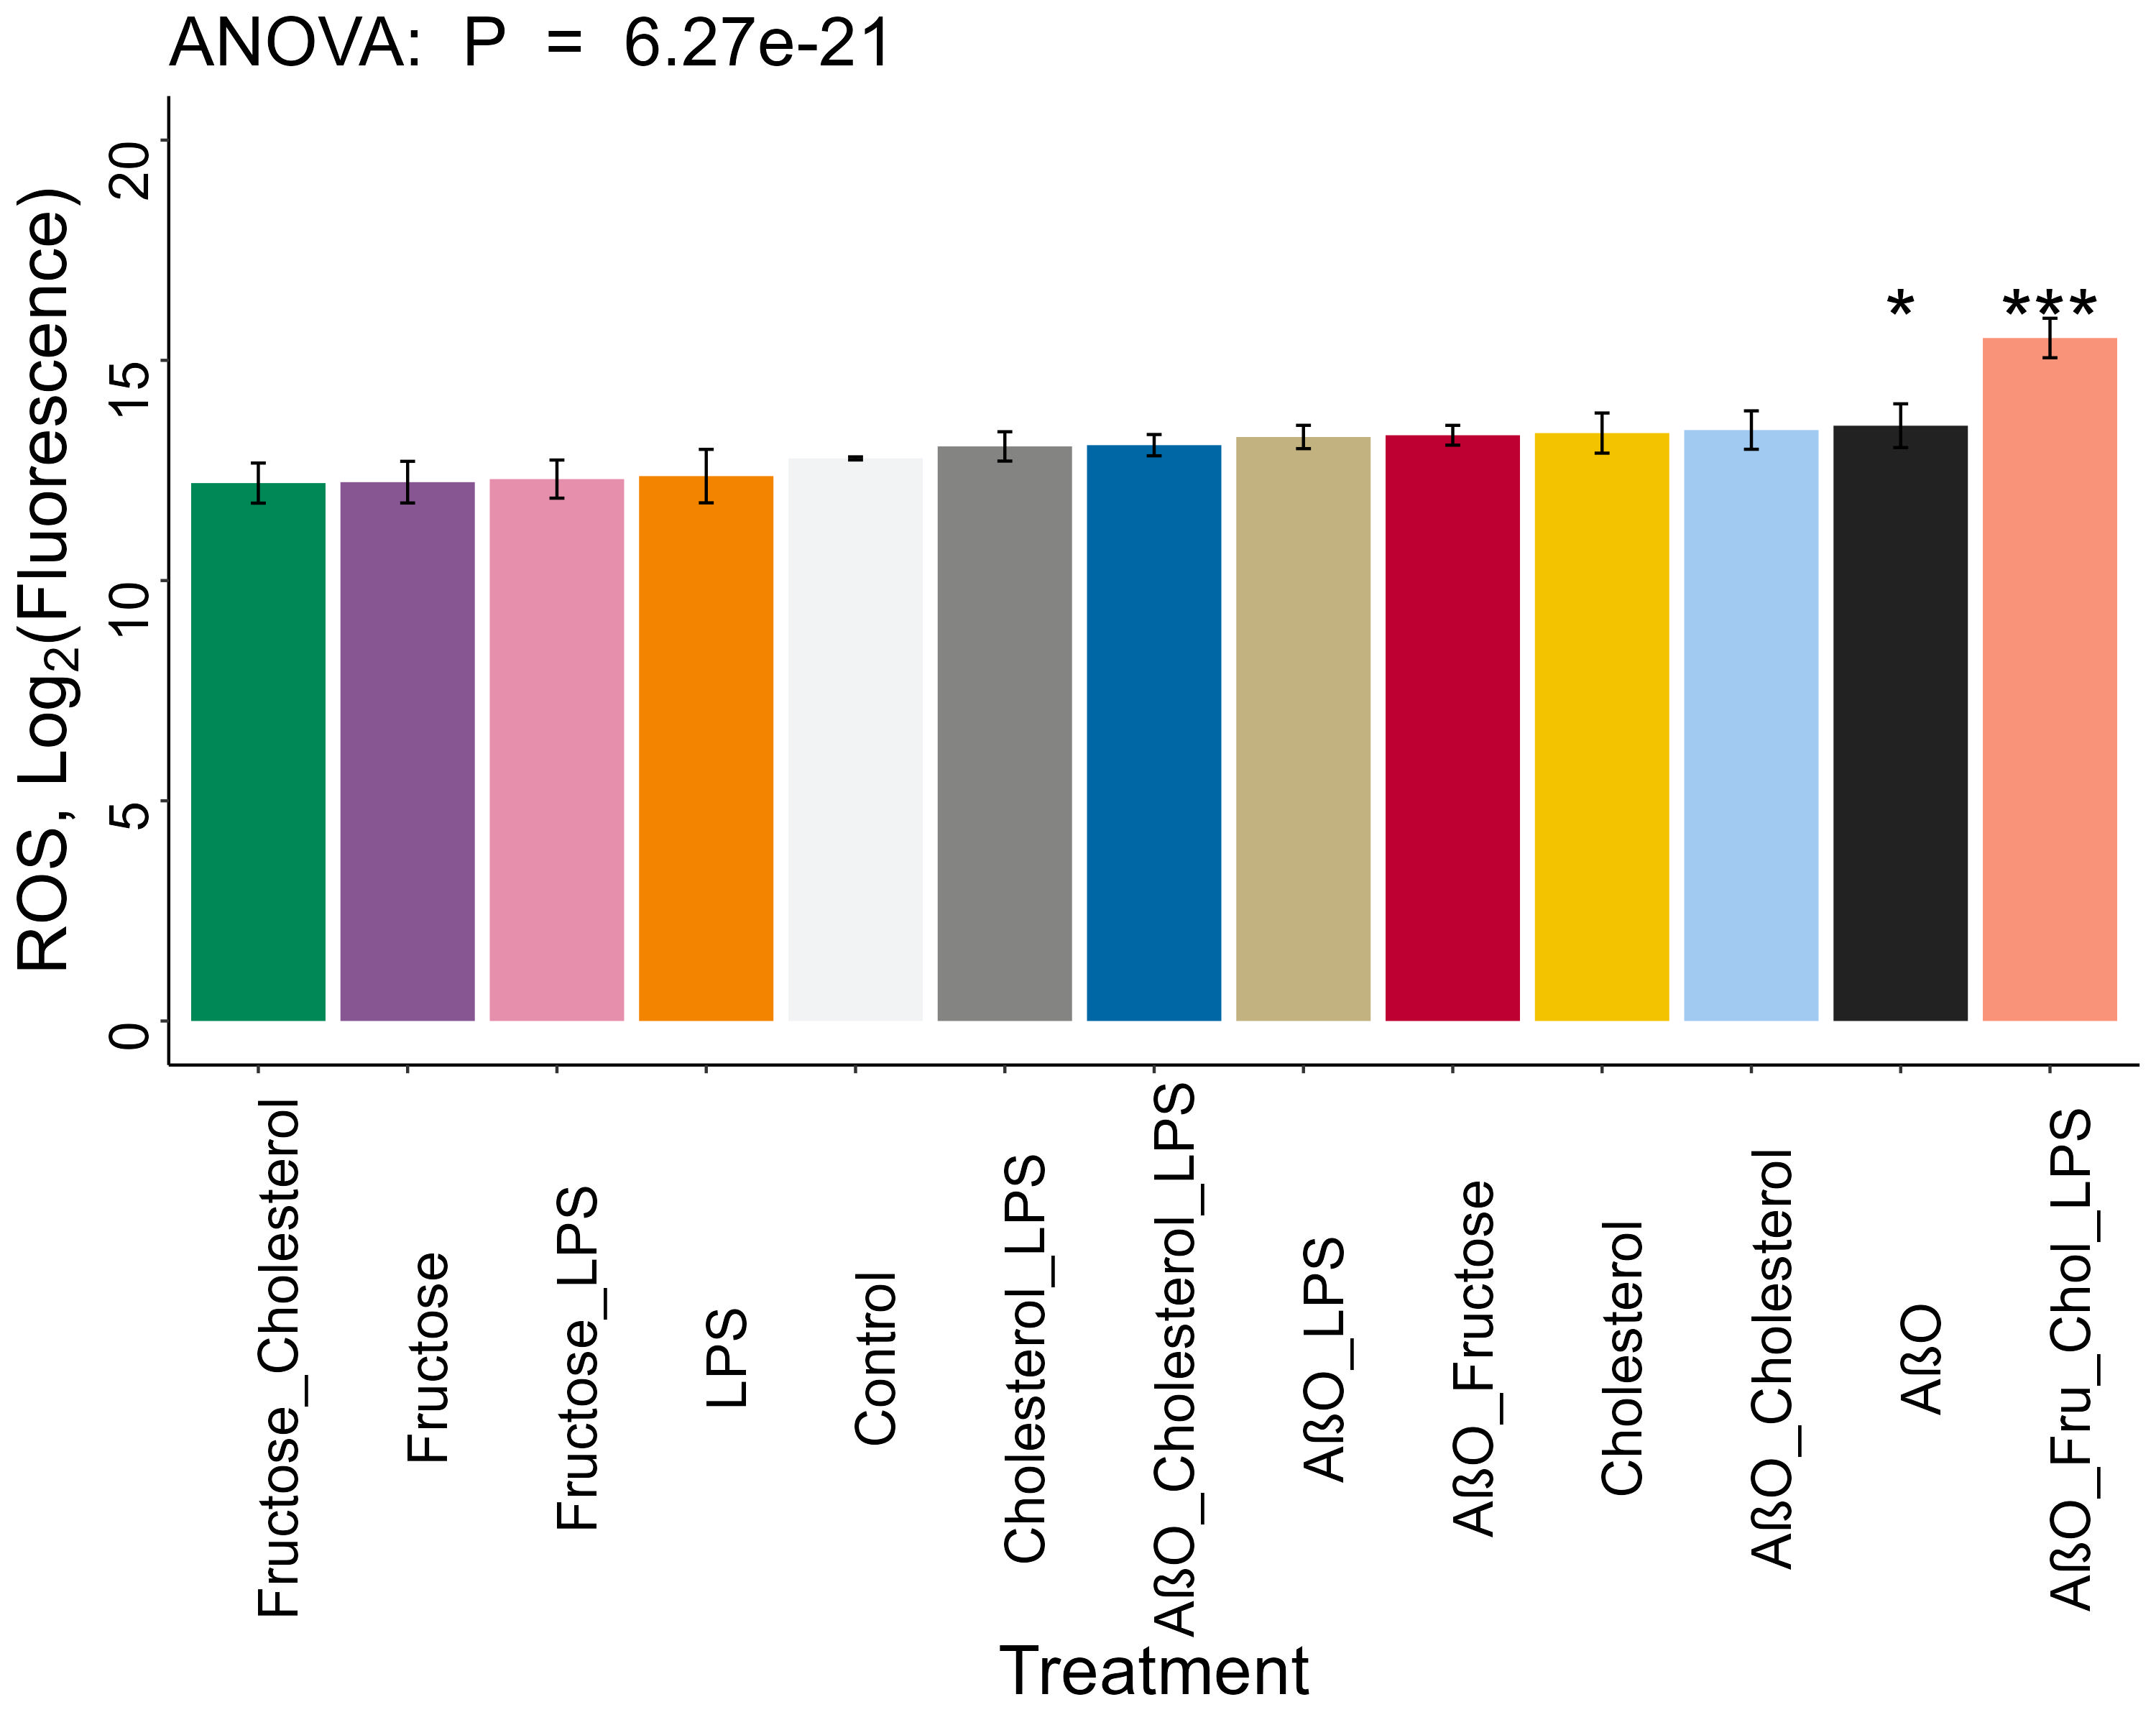 ANOVA: P = 6.27e-21
ROS, Log₂(Fluorescence)
20
15
10
5
0
*
***
Fructose_Cholesterol
Fructose
Fructose_LPS
LPS
Control
Cholesterol_LPS
AßO_Cholesterol_LPS
AßO_LPS
AßO_Fructose
Cholesterol
AßO_Cholesterol
AßO
AßO_Fru_Chol_LPS
Treatment